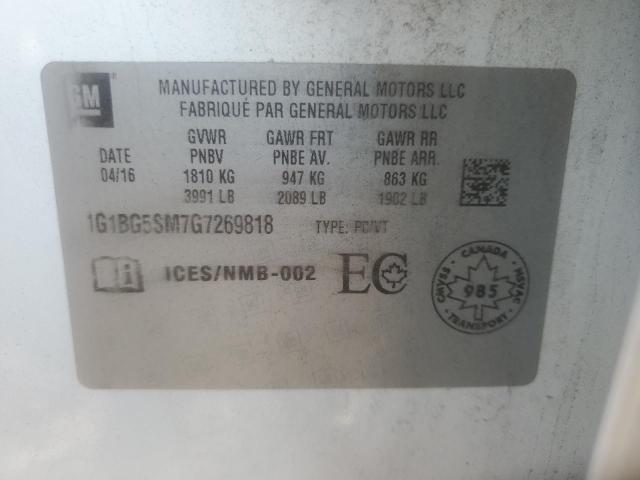 GM
MANUFACTURED BY GENERAL MOTORS LLC
FABRIQUÉ PAR GENERAL MOTORS LLC
GVWR GAWR FRT GAWR RR
DATE PNBV PNBE AV. PNBE ARR.
04/16 1810 KG 947 KG 863 KG
3991 LB 2089 LB 1902 LB
1G1BG5SM7G7269818 TYPE: PC/VT
ICES/NMB-002 EC
CANADA
CMVSS 985 NSVAC
TRANSPORT